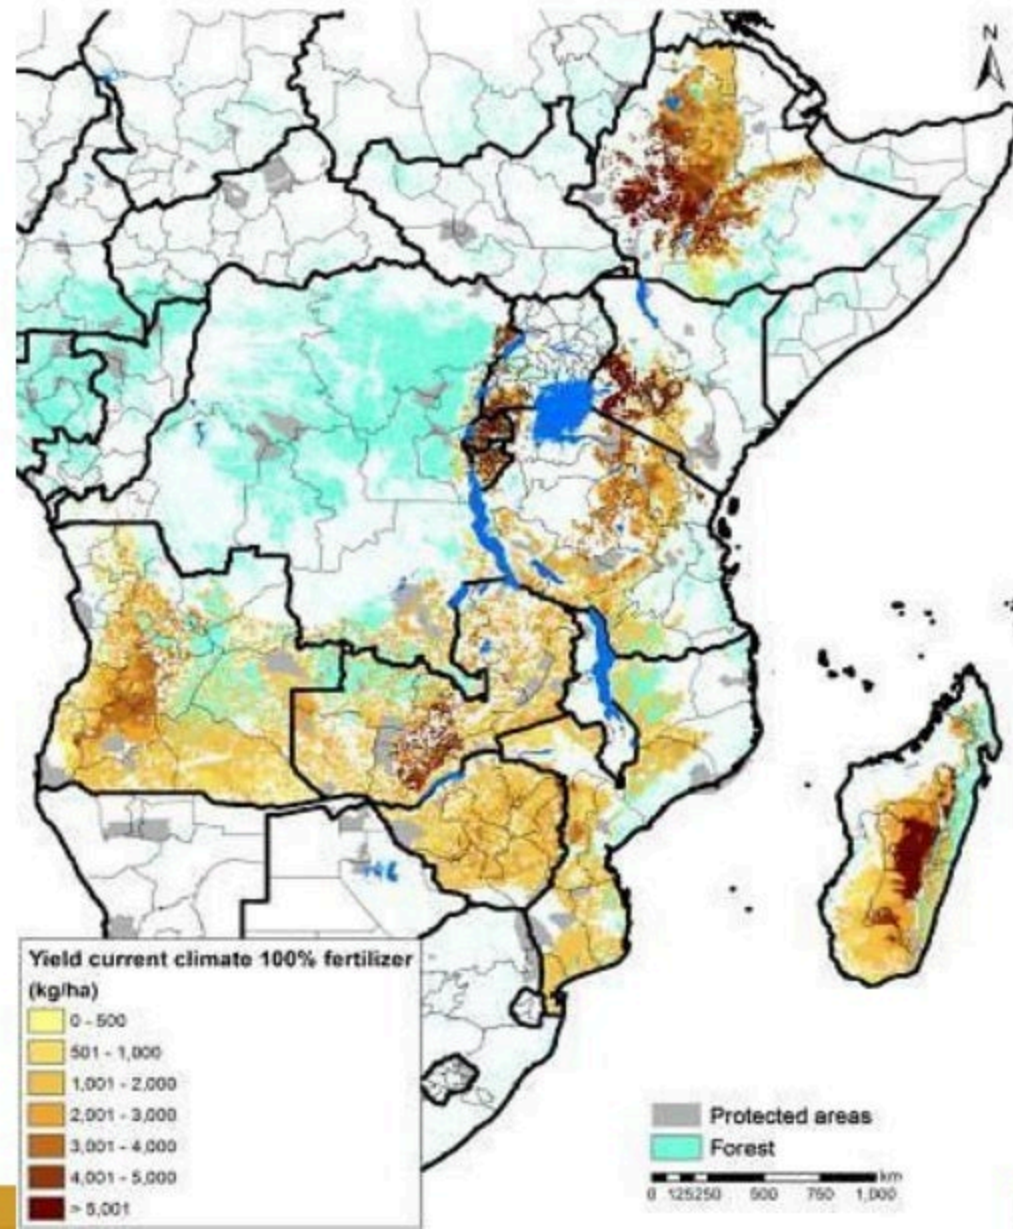 N
Yield current climate 100% fertilizer
(kg/ha)
0 - 500
501 - 1,000
1,001 - 2,000
2,001 - 3,000
3,001 - 4,000
4,001 - 5,000
> 5,001
Protected areas
Forest
km
0 125250 500 750 1,000